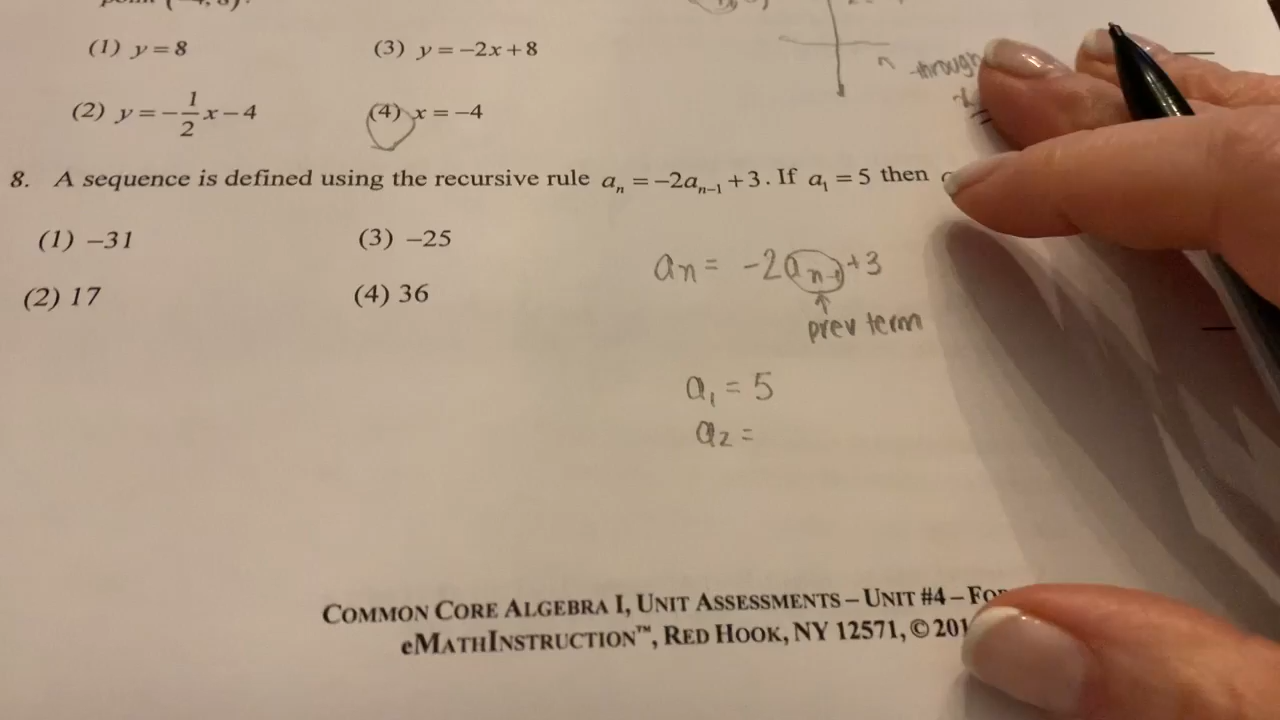 (1) y = 8
(3) y = −2x + 8
(2) y = −1/2 x − 4
(4) x = −4
through
8. A sequence is defined using the recursive rule aₙ = −2aₙ₋₁ + 3. If a₁ = 5 then
(1) −31
(3) −25
an = -2an-1 +3
(2) 17
(4) 36
prev term
a₁ = 5
a₂ =
COMMON CORE ALGEBRA I, UNIT ASSESSMENTS – UNIT #4 –
eMATHINSTRUCTION™, RED HOOK, NY 12571, © 201